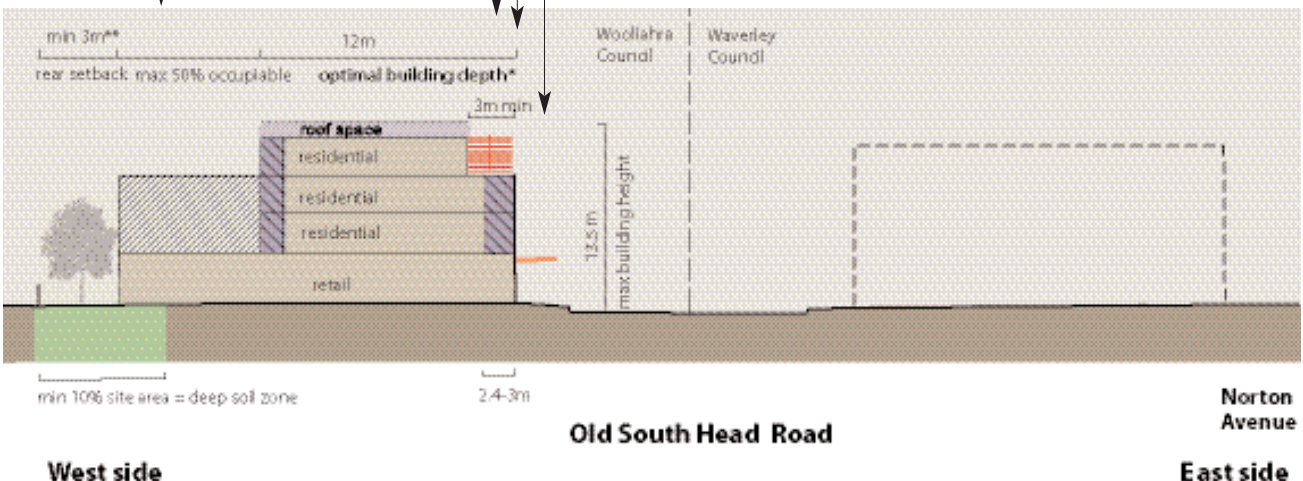 min 3m**
12m
Woollahra
Council
Waverley
Council
rear setback
max 50% occupiable
optimal building depth*
3m min
roof space
residential
residential
residential
retail
13.5 m
max building height
min 10% site area = deep soil zone
2.4-3m
Norton
Avenue
Old South Head Road
West side
East side